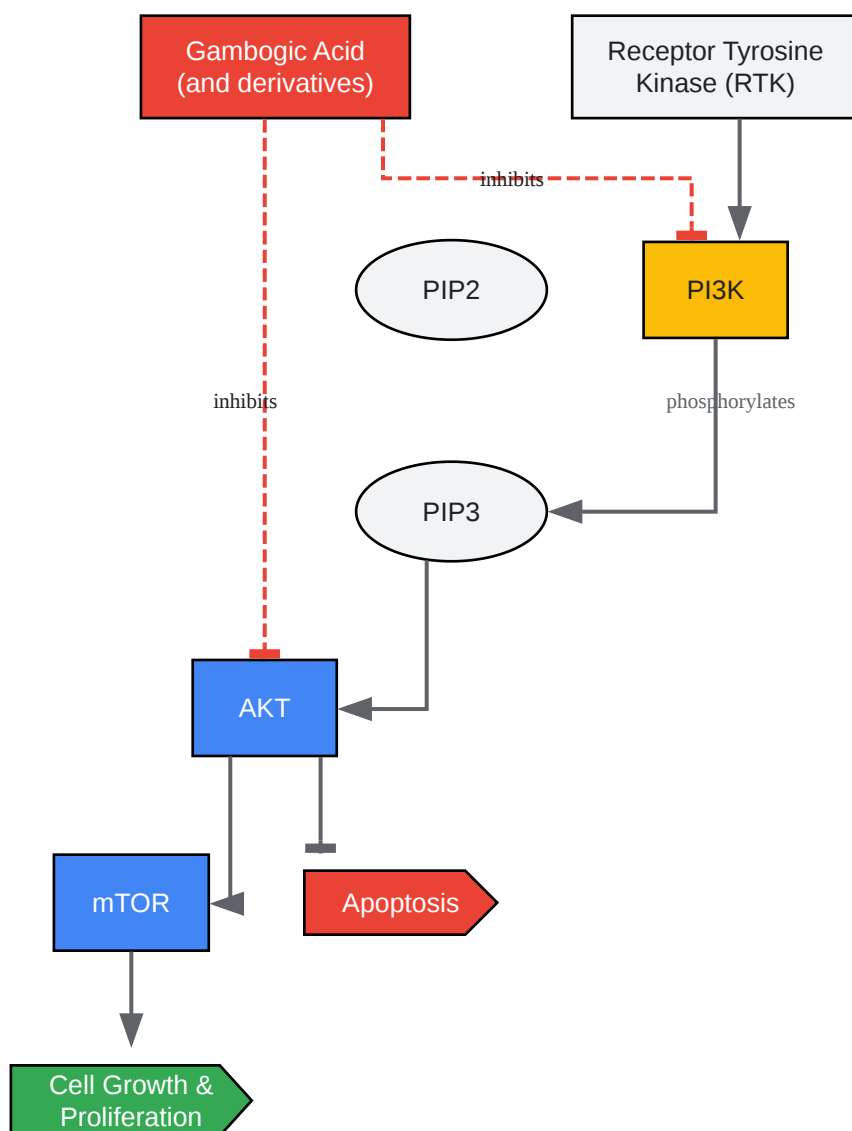 Gambogic Acid
(and derivatives)
Receptor Tyrosine
Kinase (RTK)
inhibits
PIP2
PI3K
inhibits
phosphorylates
PIP3
AKT
mTOR
Apoptosis
Cell Growth &
Proliferation